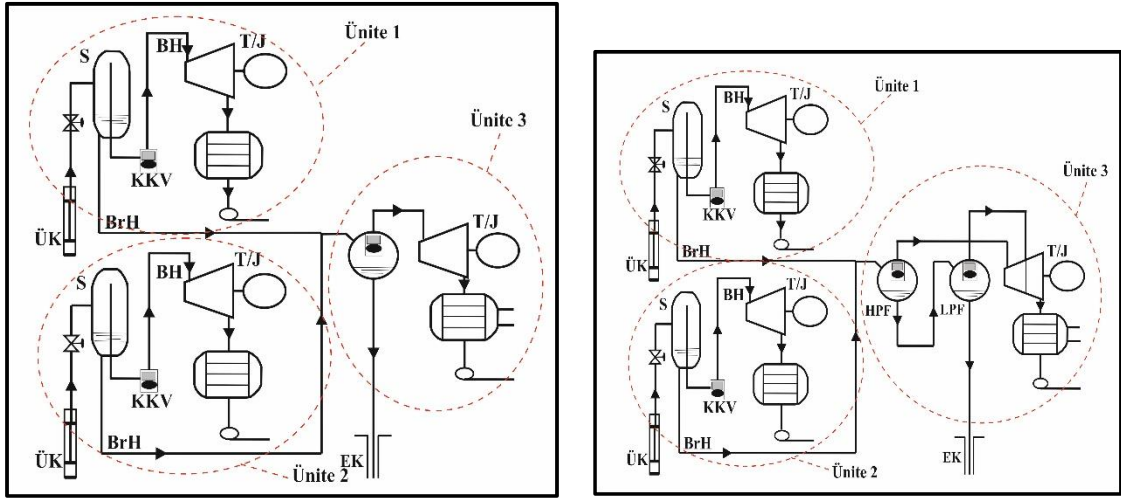 Ünite 1
T/J
BH
S
KKV
ÜK
BrH
Ünite 3
T/J
T/J
BH
S
KKV
ÜK
BrH
Ünite 2
EK
Ünite 1
T/J
BH
S
KKV
ÜK
BrH
Ünite 3
T/J
HPF
LPF
T/J
BH
S
KKV
ÜK
BrH
Ünite 2
EK